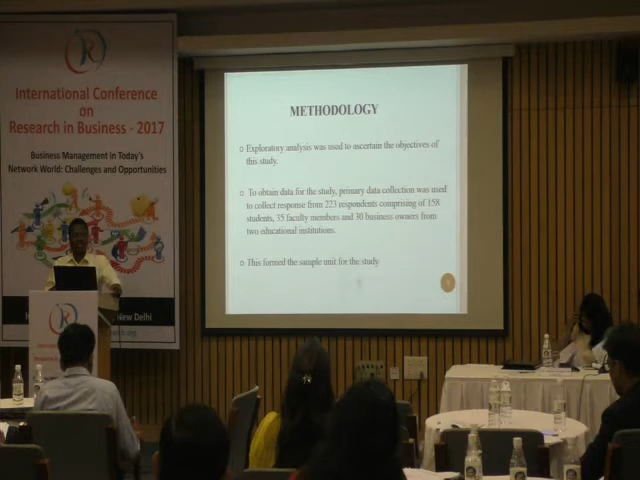 International Conference
on
Research in Business - 2017
Business Management in Today's
Network World: Challenges and Opportunities
New Delhi
METHODOLOGY
Exploratory analysis was used to ascertain the objectives of
this study.
To obtain data for the study, primary data collection was used
to collect response from 223 respondents comprising of 158
students, 35 faculty members and 30 business owners from
two educational institutions.
This formed the sample unit for the study